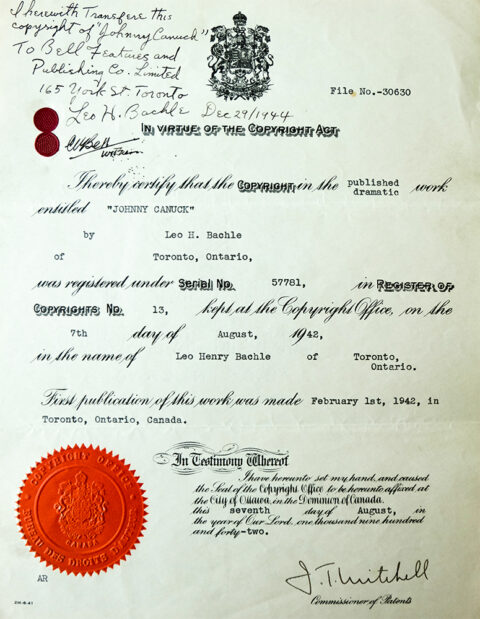 I herewith Transfere this
copyright of "Johnny Canuck"
To Bell Features and
Publishing Co. Limited
165 York St. Toronto
Leo H. Bachle Dec 29/1944
File No.-30630
IN VIRTUE OF THE COPYRIGHT ACT
I hereby certify that the COPYRIGHT in the published dramatic work
entitled "JOHNNY CANUCK"
by Leo H. Bachle
of Toronto, Ontario,
was registered under SERIAL NO. 57781, in REGISTER OF
COPYRIGHTS NO. 13, kept at the Copyright Office, on the
7th day of August, 1942,
in the name of Leo Henry Bachle of Toronto,
Ontario.
First publication of this work was made February 1st, 1942, in
Toronto, Ontario, Canada.
In Testimony Whereof
I have hereunto set my hand, and caused
the Seal of the Copyright Office to be hereunto affixed at
the City of Ottawa, in the Dominion of Canada.
this seventh day of August, in
the year of Our Lord, one thousand nine hundred
and forty-two.
COPYRIGHT OFFICE
BUREAU DES DROITS D'AUTEUR
CANADA
AR
J. T. Mitchell
Commissioner of Patents